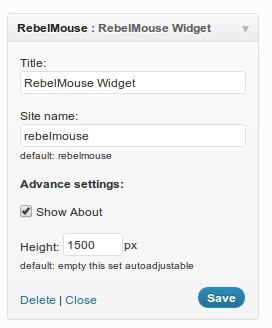 RebelMouse : RebelMouse Widget
Title:
RebelMouse Widget
Site name:
rebelmouse
default: rebelmouse
Advance settings:
Show About
Height: 1500 px
default: empty this set autoadjustable
Delete | Close
Save